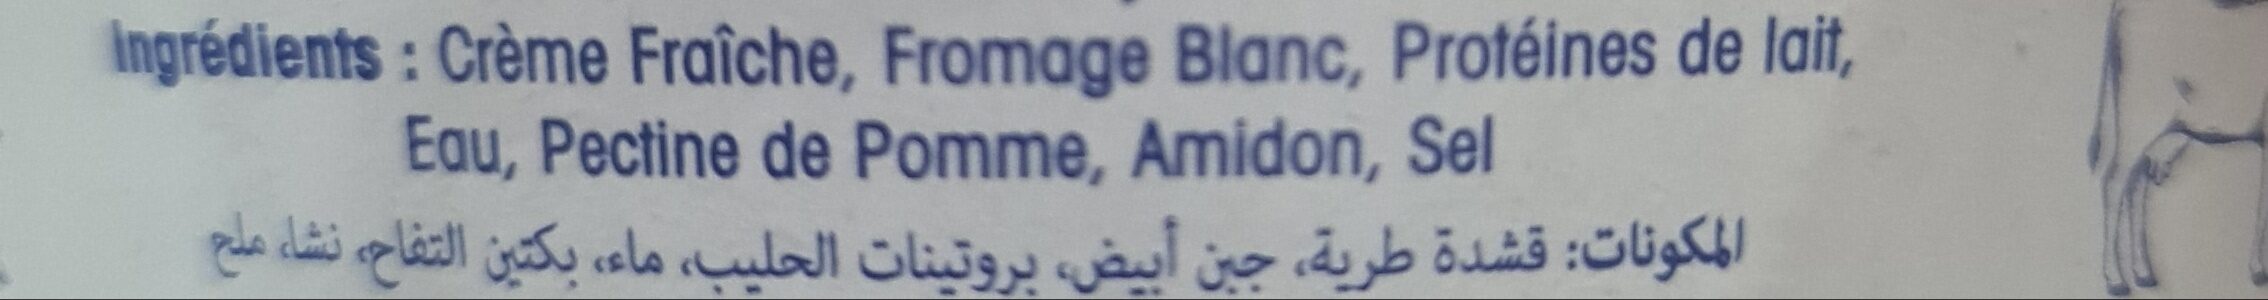 Ingrédients : Crème Fraîche, Fromage Blanc, Protéines de lait,
Eau, Pectine de Pomme, Amidon, Sel
المكونات: قشدة طرية، جبن أبيض، بروتينات الحليب، ماء، بكتين التفاح، نشا، ملح